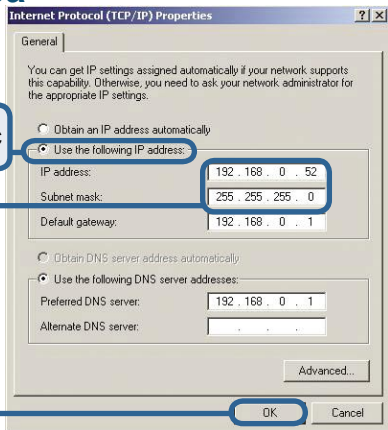 Internet Protocol (TCP/IP) Properties
General
You can get IP settings assigned automatically if your network supports
this capability. Otherwise, you need to ask your network administrator for
the appropriate IP settings.
Obtain an IP address automatically
Use the following IP address:
IP address: 192 . 168 . 0 . 52
Subnet mask: 255 . 255 . 255 . 0
Default gateway: 192 . 168 . 0 . 1
Obtain DNS server address automatically
Use the following DNS server addresses:
Preferred DNS server: 192 . 168 . 0 . 1
Alternate DNS server: . . .
Advanced...
OK Cancel